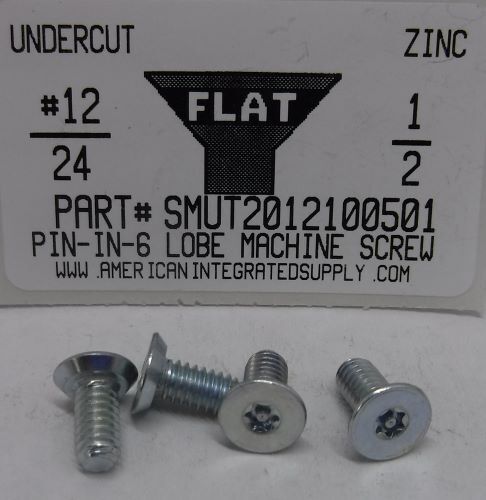 UNDERCUT ZINC
#12
24
FLAT
1
2
PART# SMUT2012100501
PIN-IN-6 LOBE MACHINE SCREW
WWW.AMERICANINTEGRATEDSUPPLY.COM